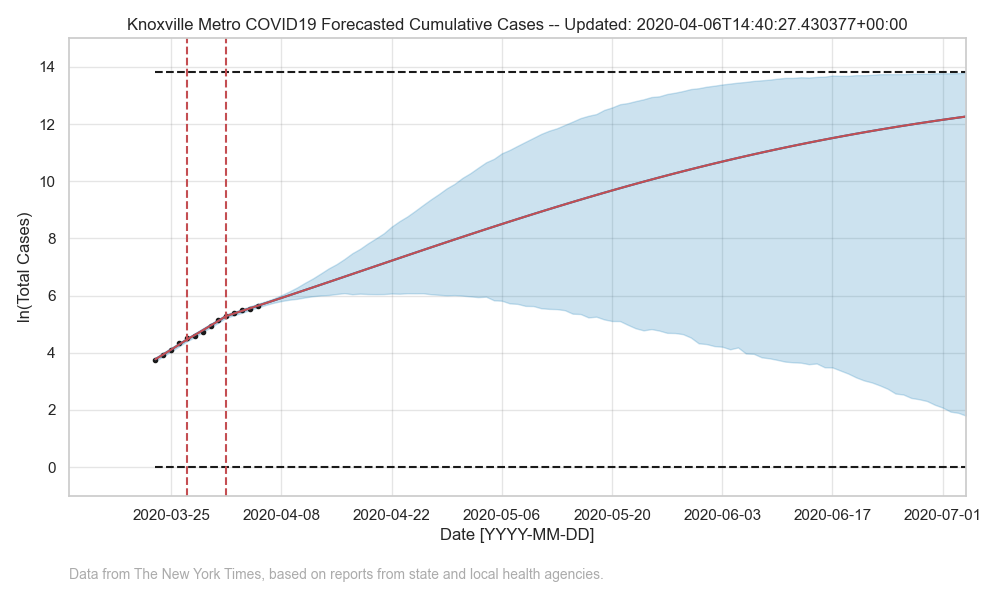 Knoxville Metro COVID19 Forecasted Cumulative Cases -- Updated: 2020-04-06T14:40:27.430377+00:00
14
12
10
8
6
4
2
0
ln(Total Cases)
2020-03-25 2020-04-08 2020-04-22 2020-05-06 2020-05-20 2020-06-03 2020-06-17 2020-07-01
Date [YYYY-MM-DD]
Data from The New York Times, based on reports from state and local health agencies.